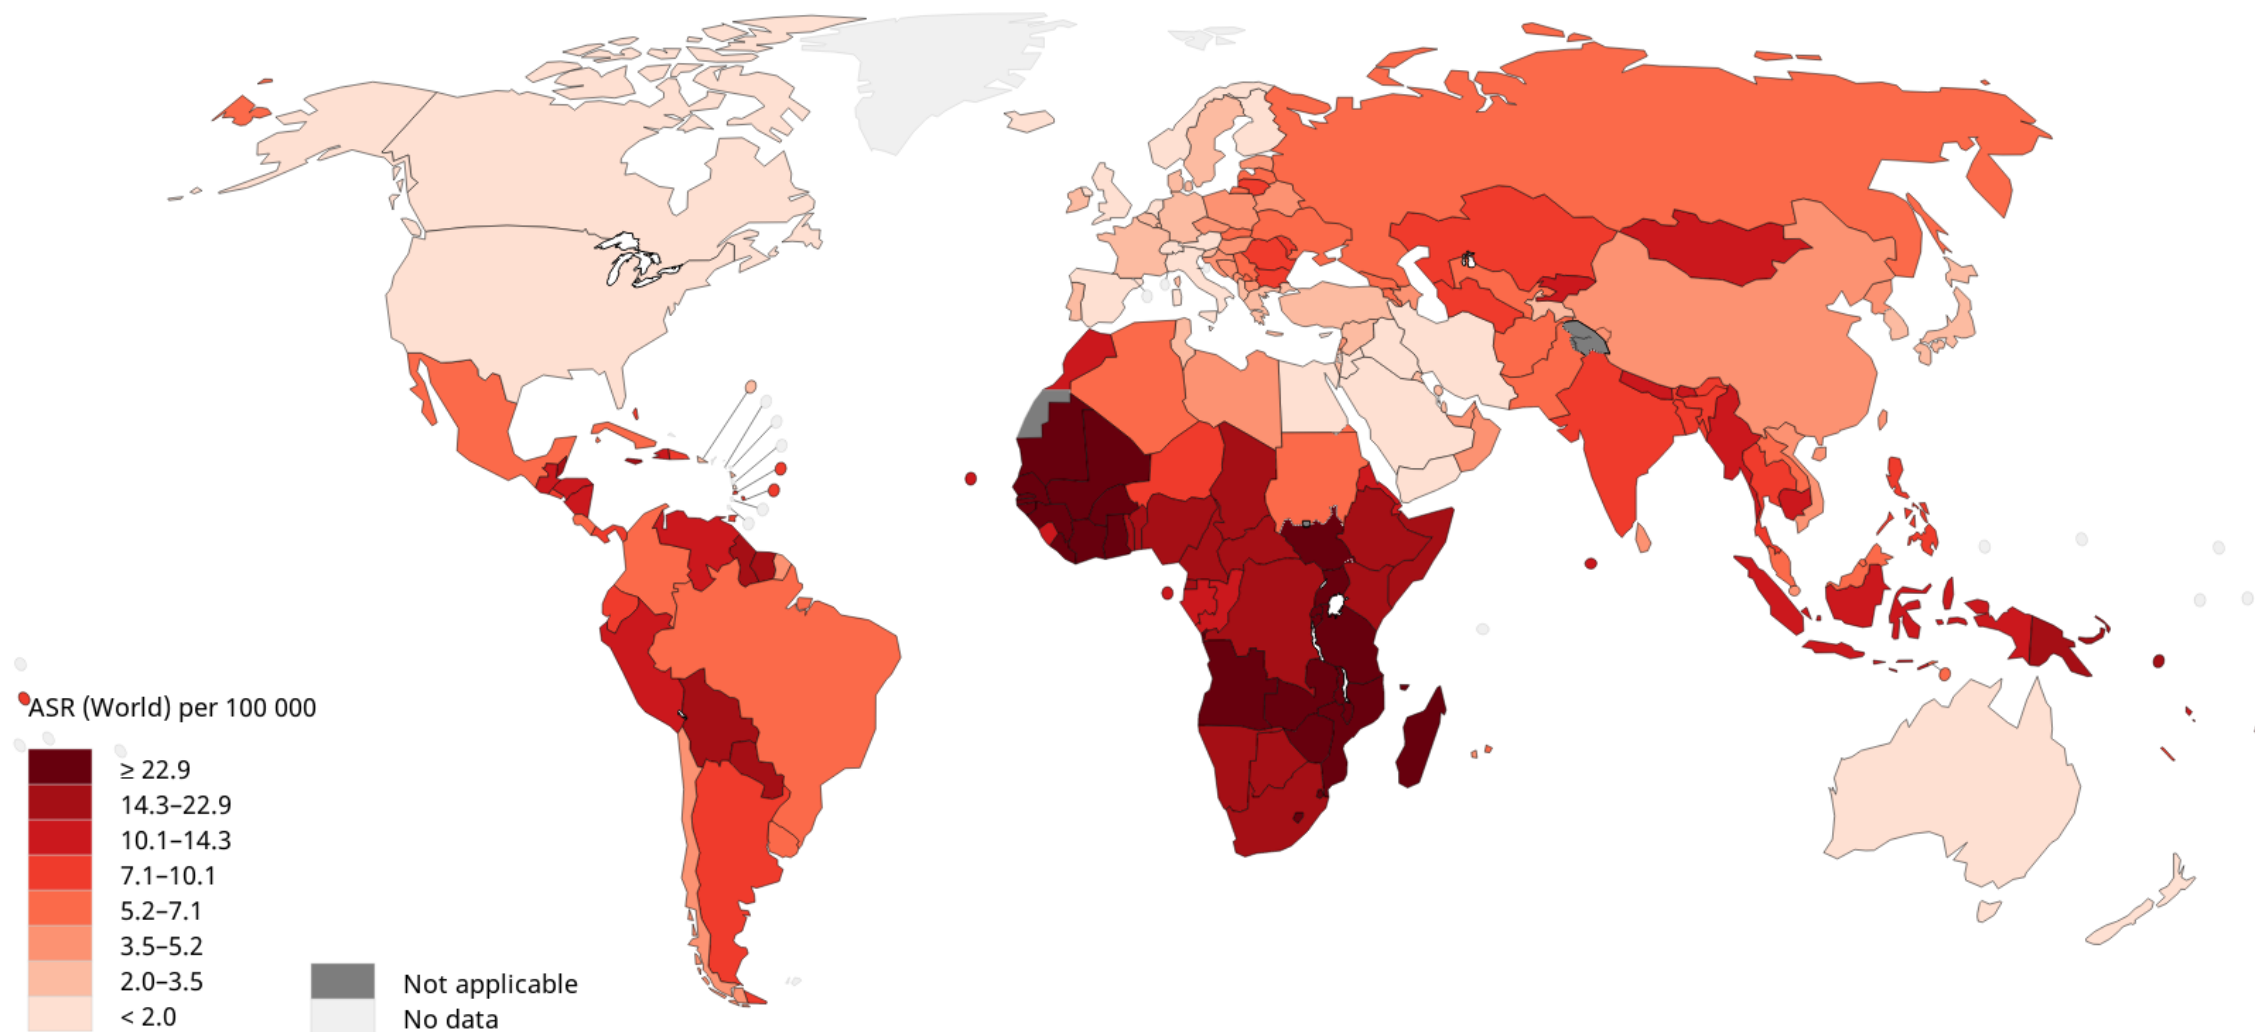 ASR (World) per 100 000
≥ 22.9
14.3–22.9
10.1–14.3
7.1–10.1
5.2–7.1
3.5–5.2
2.0–3.5
< 2.0
Not applicable
No data